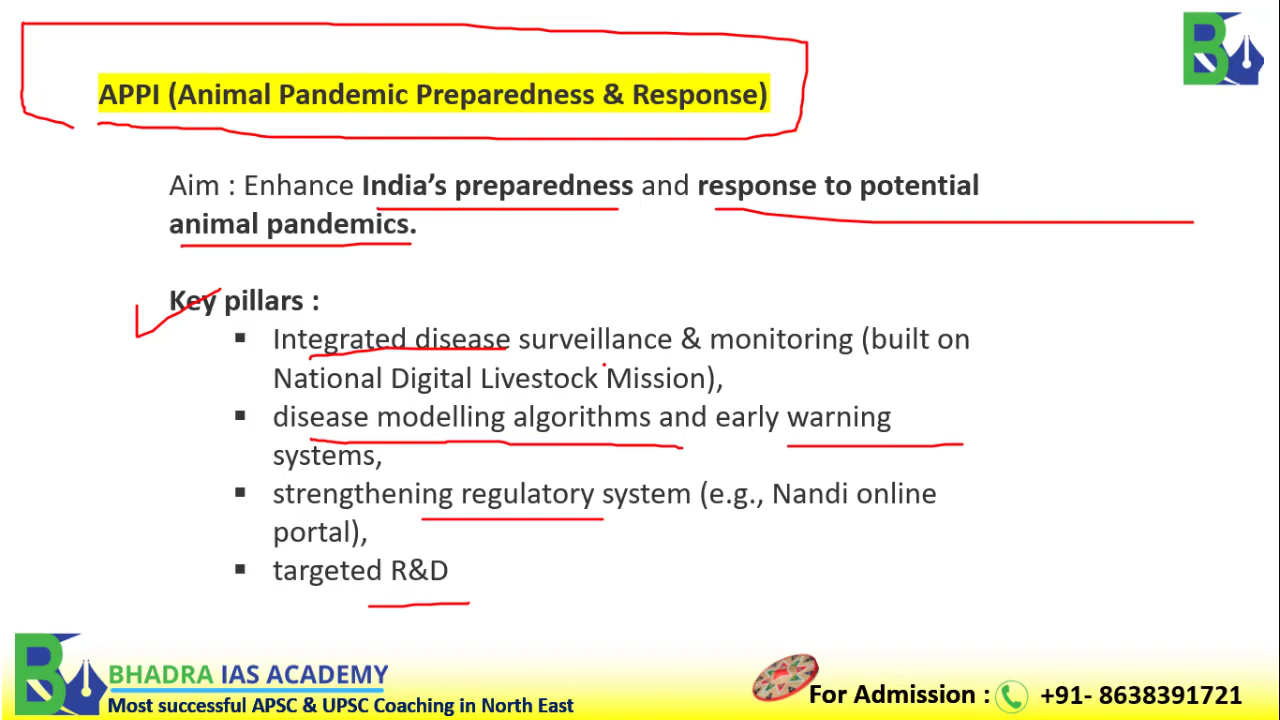 APPI (Animal Pandemic Preparedness & Response)
Aim : Enhance India’s preparedness and response to potential
animal pandemics.
Key pillars :
▪ Integrated disease surveillance & monitoring (built on
National Digital Livestock Mission),
▪ disease modelling algorithms and early warning
systems,
▪ strengthening regulatory system (e.g., Nandi online
portal),
▪ targeted R&D
BHADRA IAS ACADEMY
Most successful APSC & UPSC Coaching in North East
For Admission : +91- 8638391721